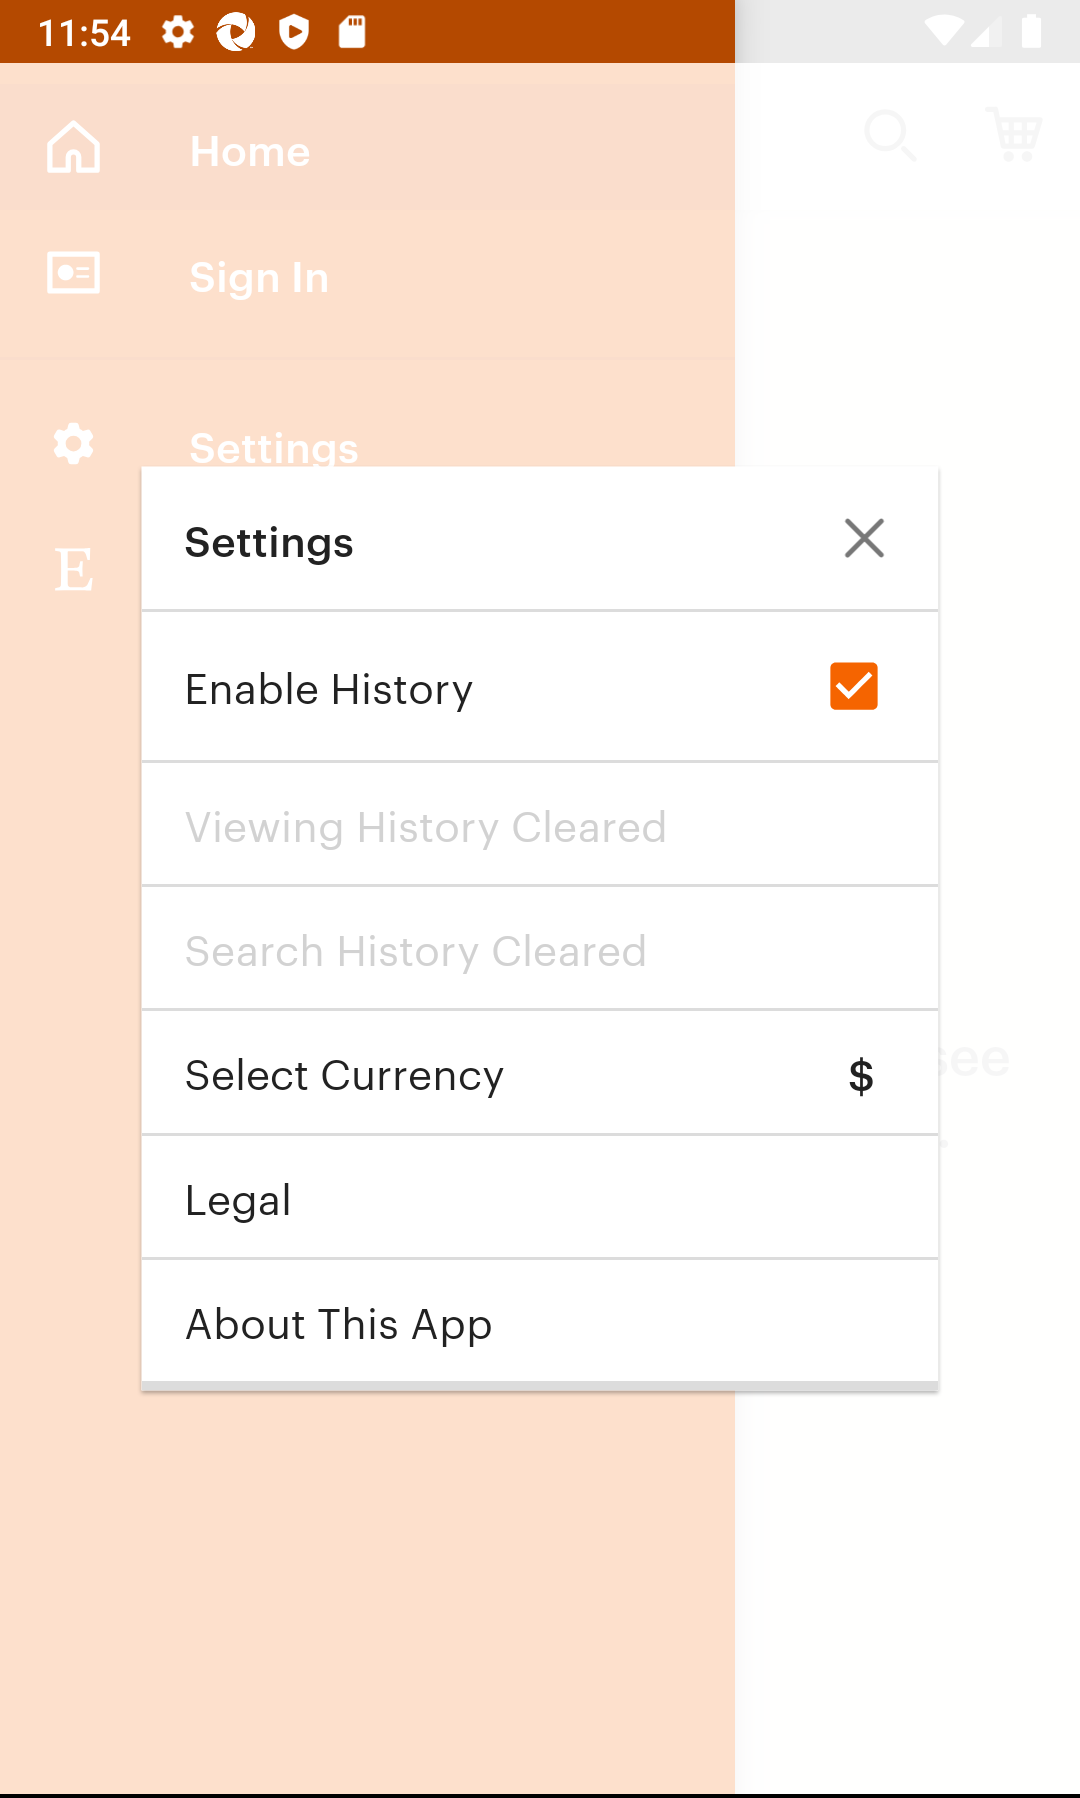 11:54
Home
Sign In
Settings
E
Settings
Enable History
Viewing History Cleared
Search History Cleared
Select Currency $
see
Legal
About This App